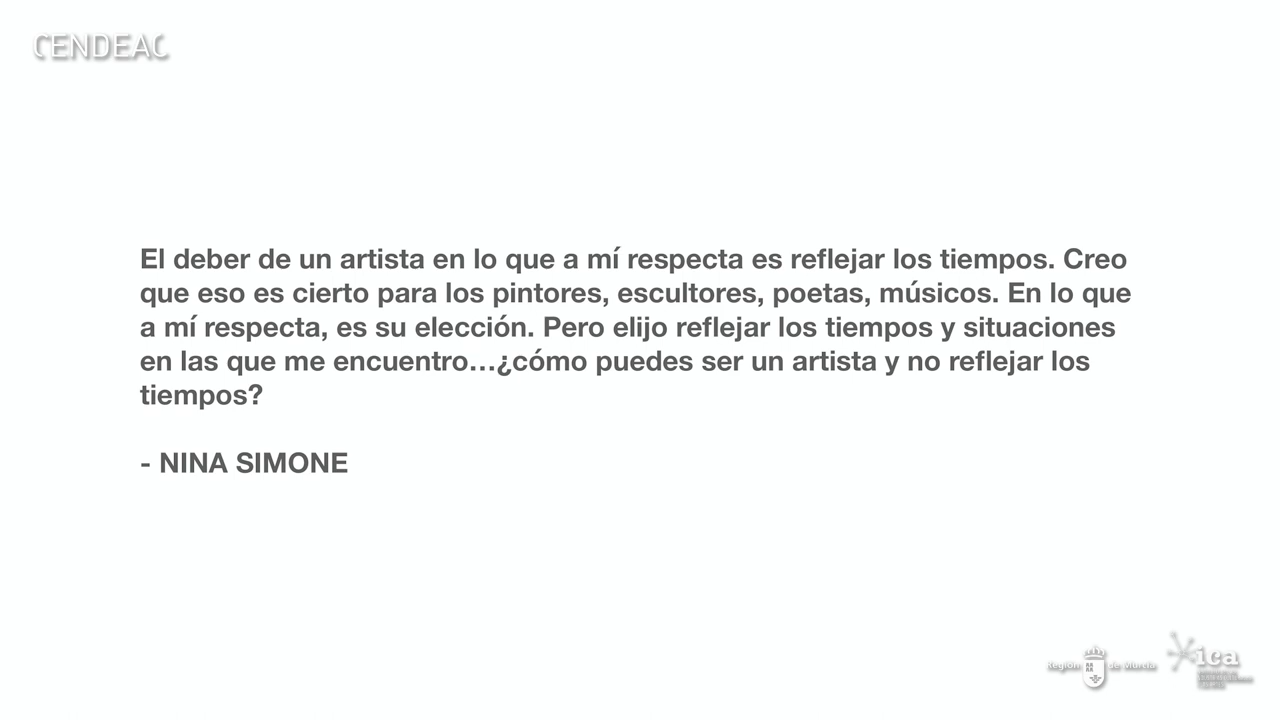 CENDEAC
El deber de un artista en lo que a mí respecta es reflejar los tiempos. Creo
que eso es cierto para los pintores, escultores, poetas, músicos. En lo que
a mí respecta, es su elección. Pero elijo reflejar los tiempos y situaciones
en las que me encuentro...¿cómo puedes ser un artista y no reflejar los
tiempos?
- NINA SIMONE
Región de Murcia
ica